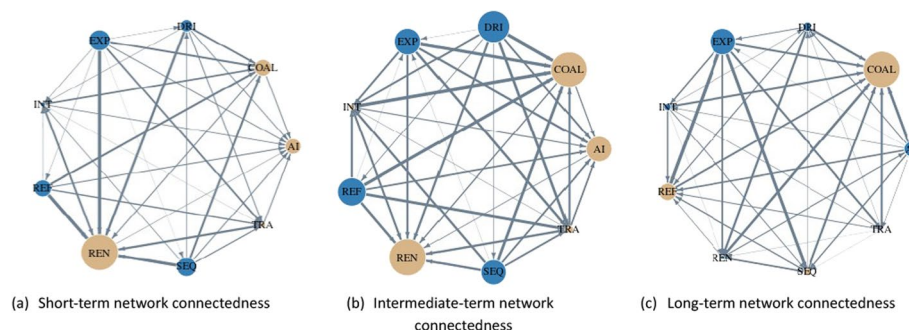 DRI
EXP
COAL
INT
AI
REF
TRA
REN
SEQ
(a) Short-term network connectedness
DRI
EXP
COAL
INT
AI
REF
TRA
REN
SEQ
(b) Intermediate-term network
connectedness
DRI
EXP
COAL
INT
REF
TRA
REN
SEQ
(c) Long-term network connectedness